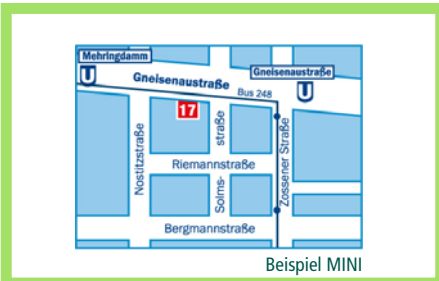 Mehringdamm
U
Gneisenaustraße
Gneisenaustraße
U
Bus 248
17
Nostitzstraße
Solms-
straße
Zossener Straße
Riemannstraße
Bergmannstraße
Beispiel MINI